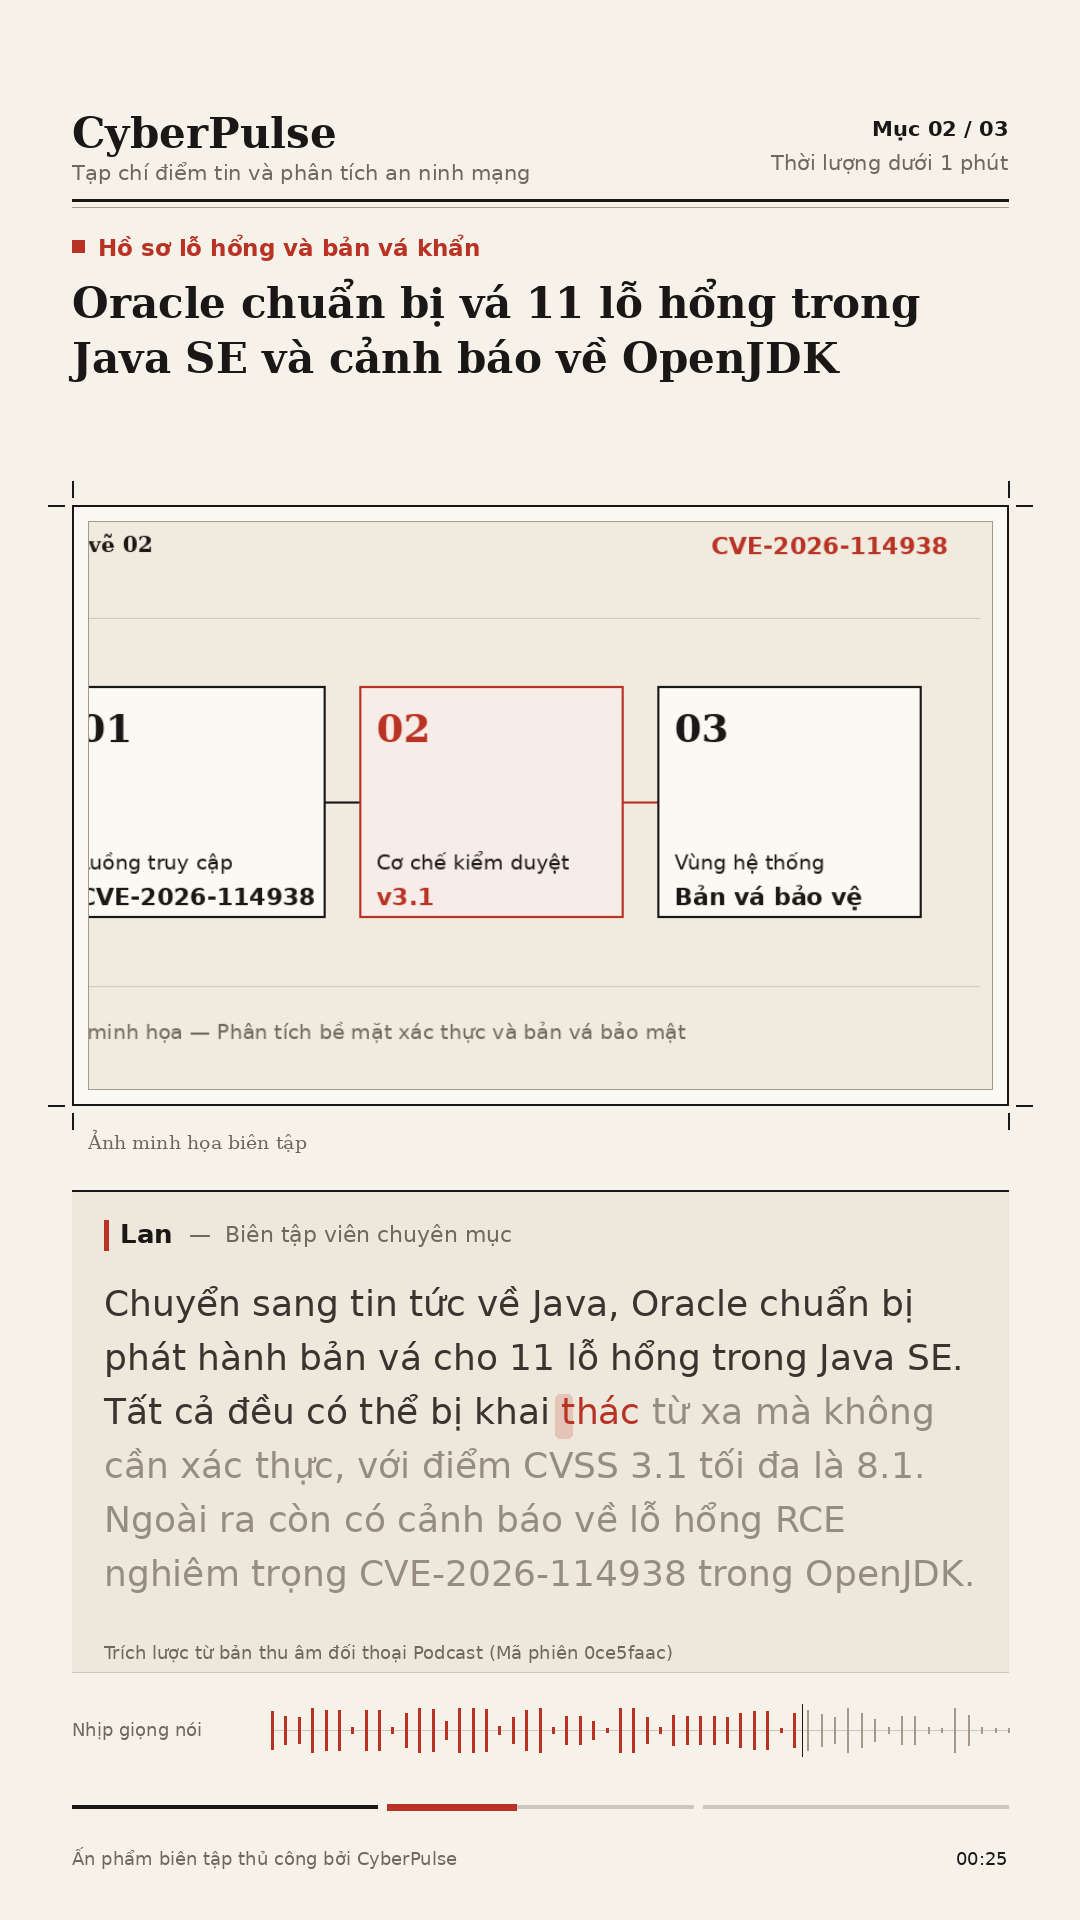 CyberPulse
Tạp chí điểm tin và phân tích an ninh mạng
Mục 02 / 03
Thời lượng dưới 1 phút
Hồ sơ lỗ hổng và bản vá khẩn
Oracle chuẩn bị vá 11 lỗ hổng trong
Java SE và cảnh báo về OpenJDK
vẽ 02
CVE-2026-114938
01
uồng truy cập
CVE-2026-114938
02
Cơ chế kiểm duyệt
v3.1
03
Vùng hệ thống
Bản vá bảo vệ
minh họa — Phân tích bề mặt xác thực và bản vá bảo mật
Ảnh minh họa biên tập
Lan — Biên tập viên chuyên mục
Chuyển sang tin tức về Java, Oracle chuẩn bị
phát hành bản vá cho 11 lỗ hổng trong Java SE.
Tất cả đều có thể bị khai thác từ xa mà không
cần xác thực, với điểm CVSS 3.1 tối đa là 8.1.
Ngoài ra còn có cảnh báo về lỗ hổng RCE
nghiêm trọng CVE-2026-114938 trong OpenJDK.
Trích lược từ bản thu âm đối thoại Podcast (Mã phiên 0ce5faac)
Nhịp giọng nói
Ấn phẩm biên tập thủ công bởi CyberPulse
00:25